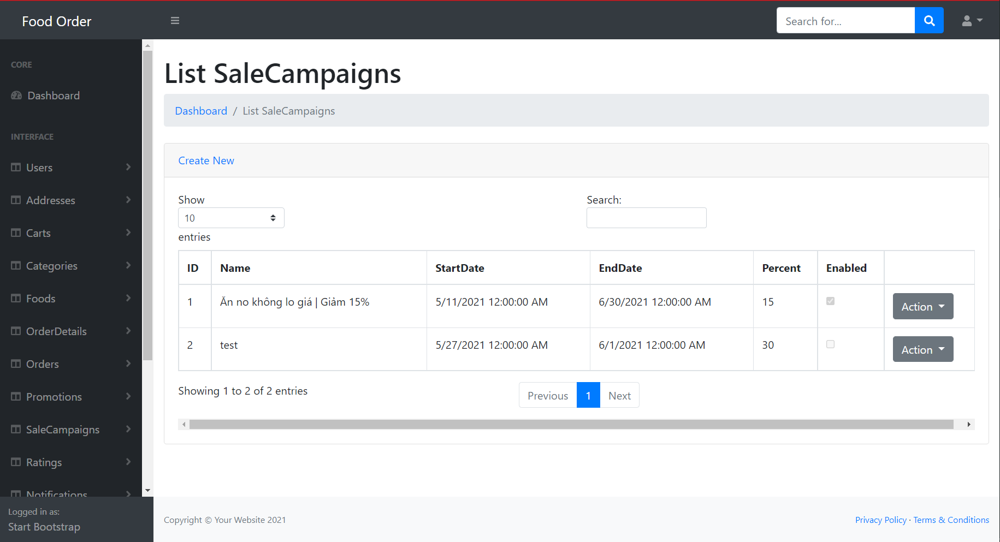 Food Order
Search for...
CORE
Dashboard
INTERFACE
Users
Addresses
Carts
Categories
Foods
OrderDetails
Orders
Promotions
SaleCampaigns
Ratings
Notifications
Logged in as:
Start Bootstrap
List SaleCampaigns
Dashboard / List SaleCampaigns
Create New
Show
10
entries
Search:
ID Name StartDate EndDate Percent Enabled
1 Ăn no không lo giá | Giảm 15% 5/11/2021 12:00:00 AM 6/30/2021 12:00:00 AM 15 Action
2 test 5/27/2021 12:00:00 AM 6/1/2021 12:00:00 AM 30 Action
Showing 1 to 2 of 2 entries
Previous 1 Next
Copyright © Your Website 2021
Privacy Policy · Terms & Conditions